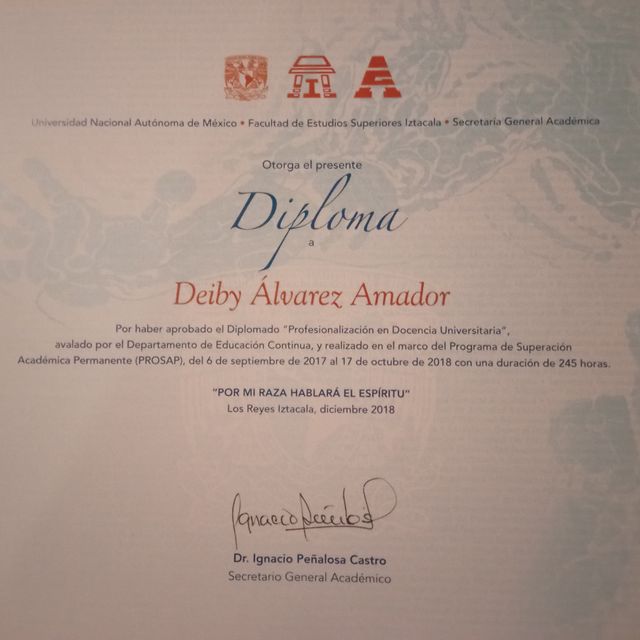 Universidad Nacional Autónoma de México • Facultad de Estudios Superiores Iztacala • Secretaría General Académica
Otorga el presente
Diploma
a
Deiby Álvarez Amador
Por haber aprobado el Diplomado "Profesionalización en Docencia Universitaria",
avalado por el Departamento de Educación Continua, y realizado en el marco del Programa de Superación
Académica Permanente (PROSAP), del 6 de septiembre de 2017 al 17 de octubre de 2018 con una duración de 245 horas.
"POR MI RAZA HABLARÁ EL ESPÍRITU"
Los Reyes Iztacala, diciembre 2018
Dr. Ignacio Peñalosa Castro
Secretario General Académico